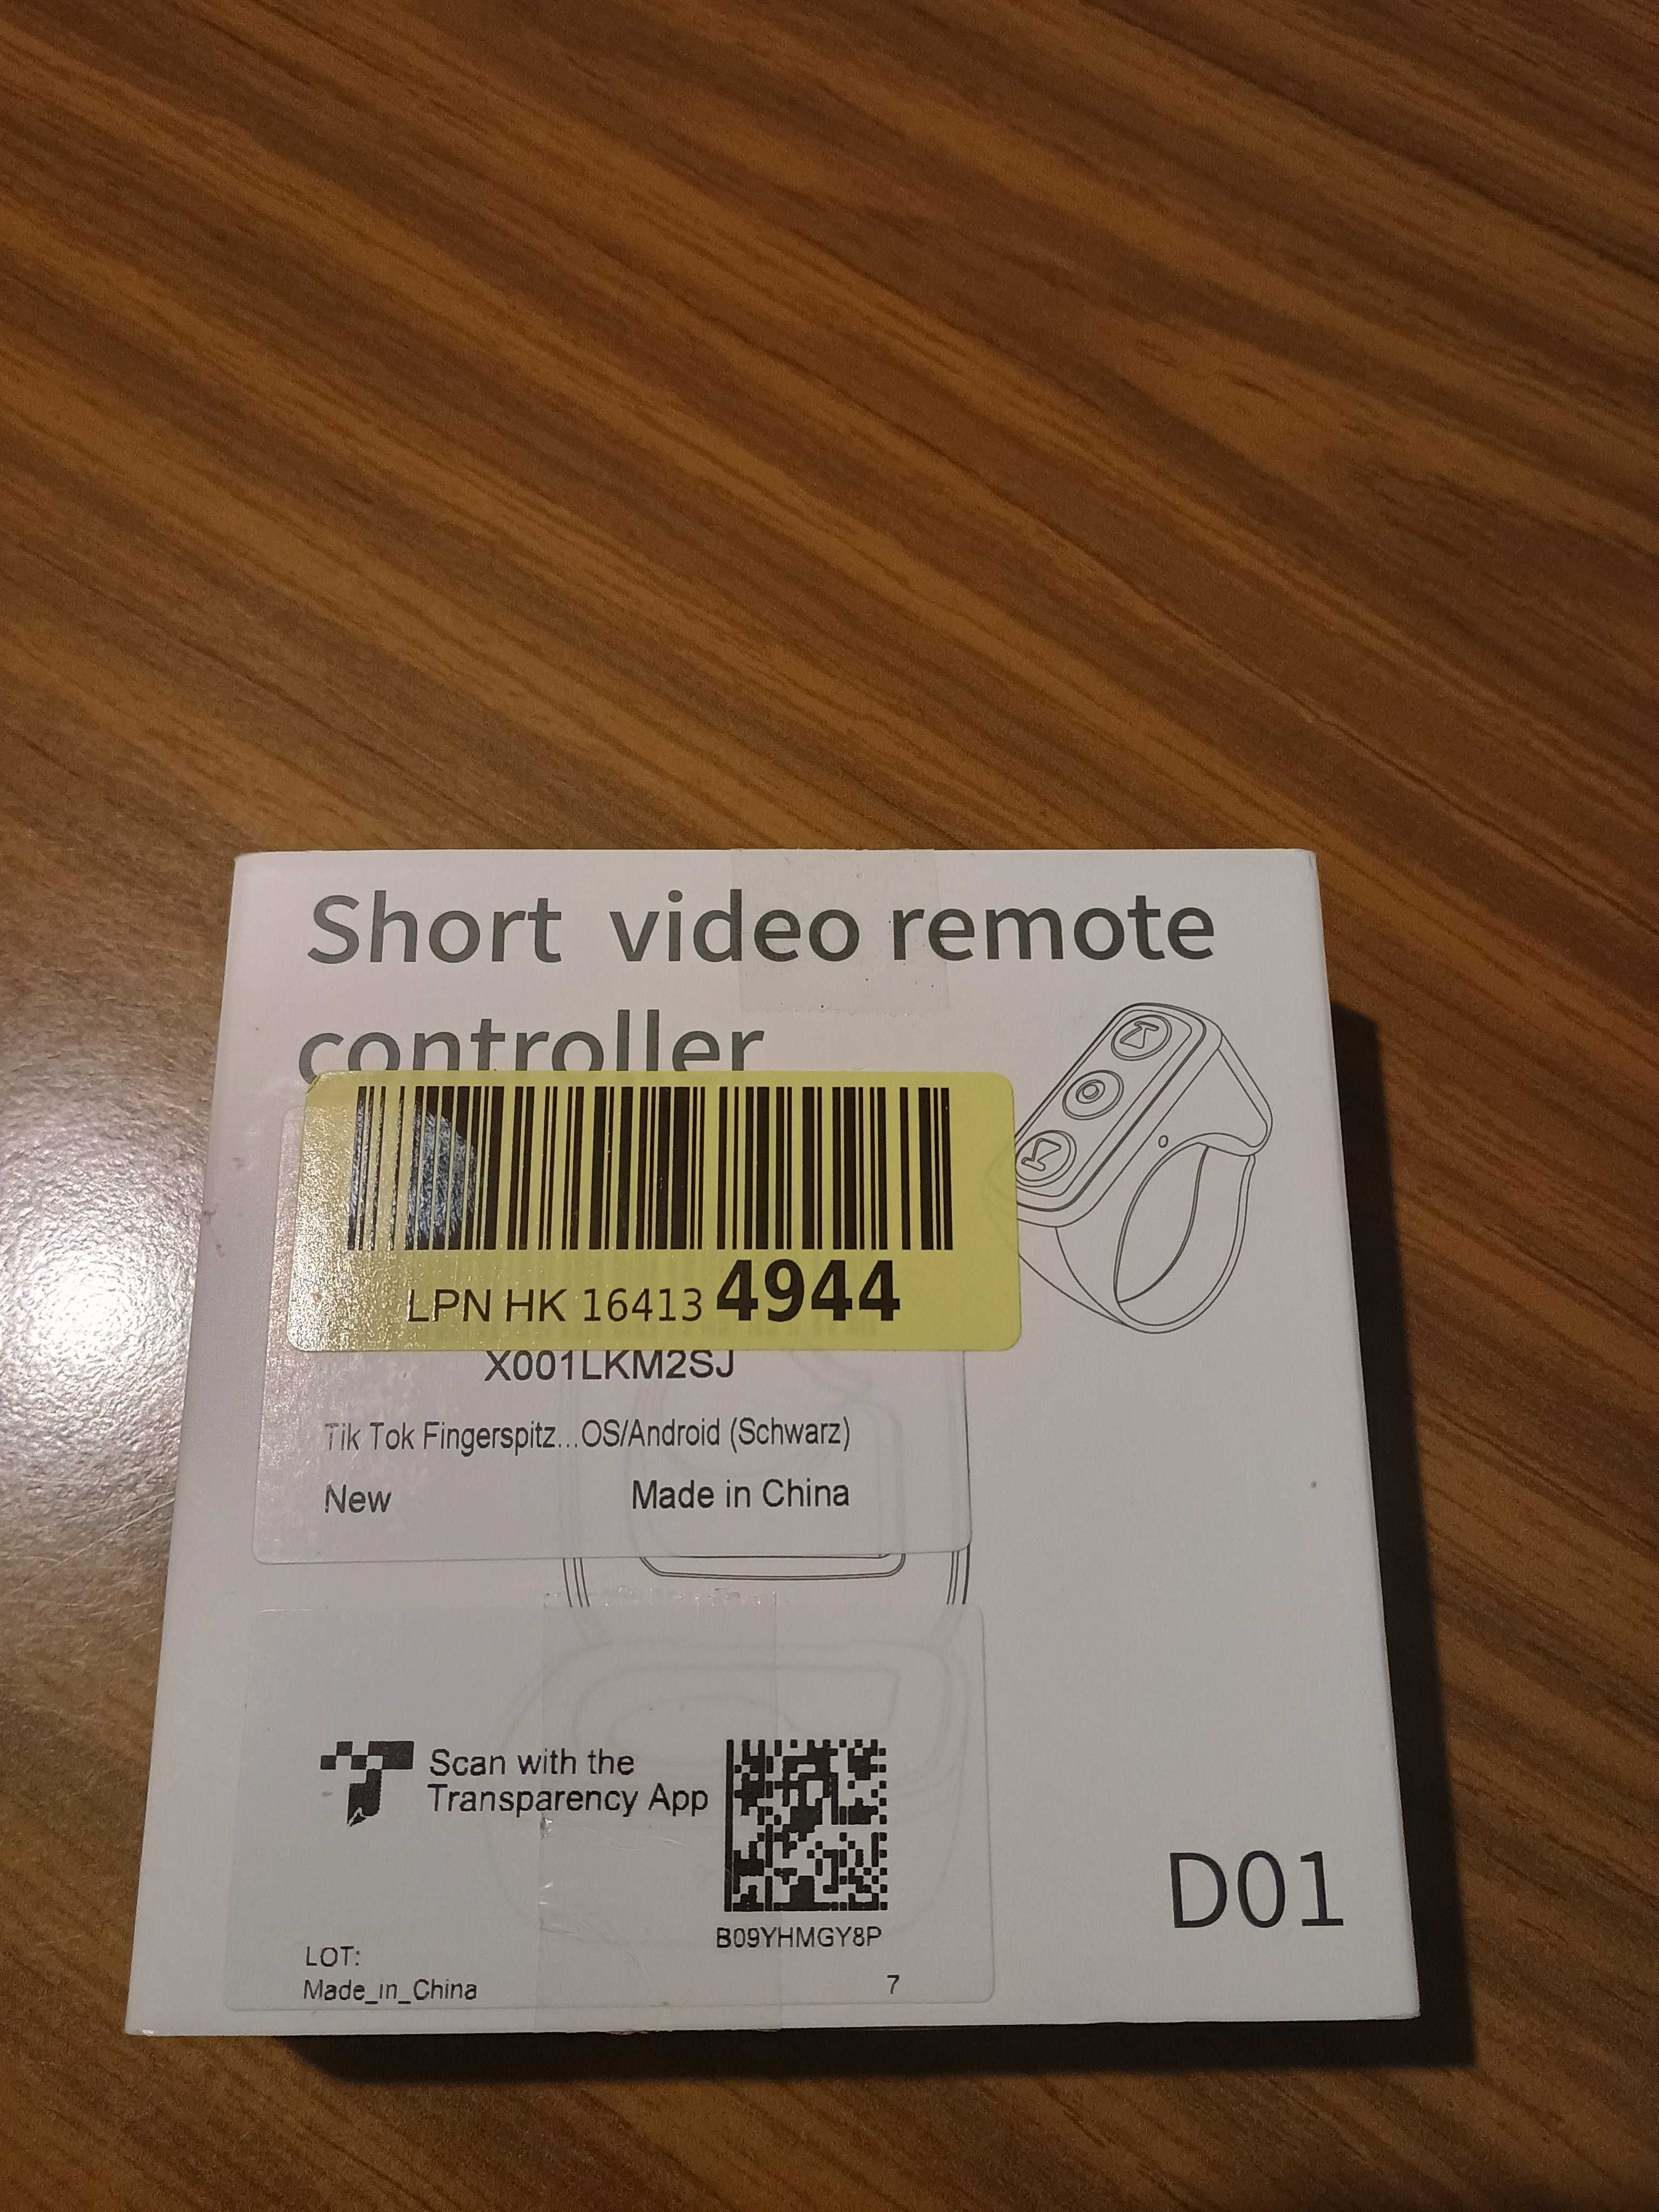 Short video remote
controller
LPN HK 16413 4944
X001LKM2SJ
Tik Tok Fingerspitz...OS/Android (Schwarz)
New Made in China
Scan with the
Transparency App
B09YHMGY8P
LOT:
Made_in_China
7
D01